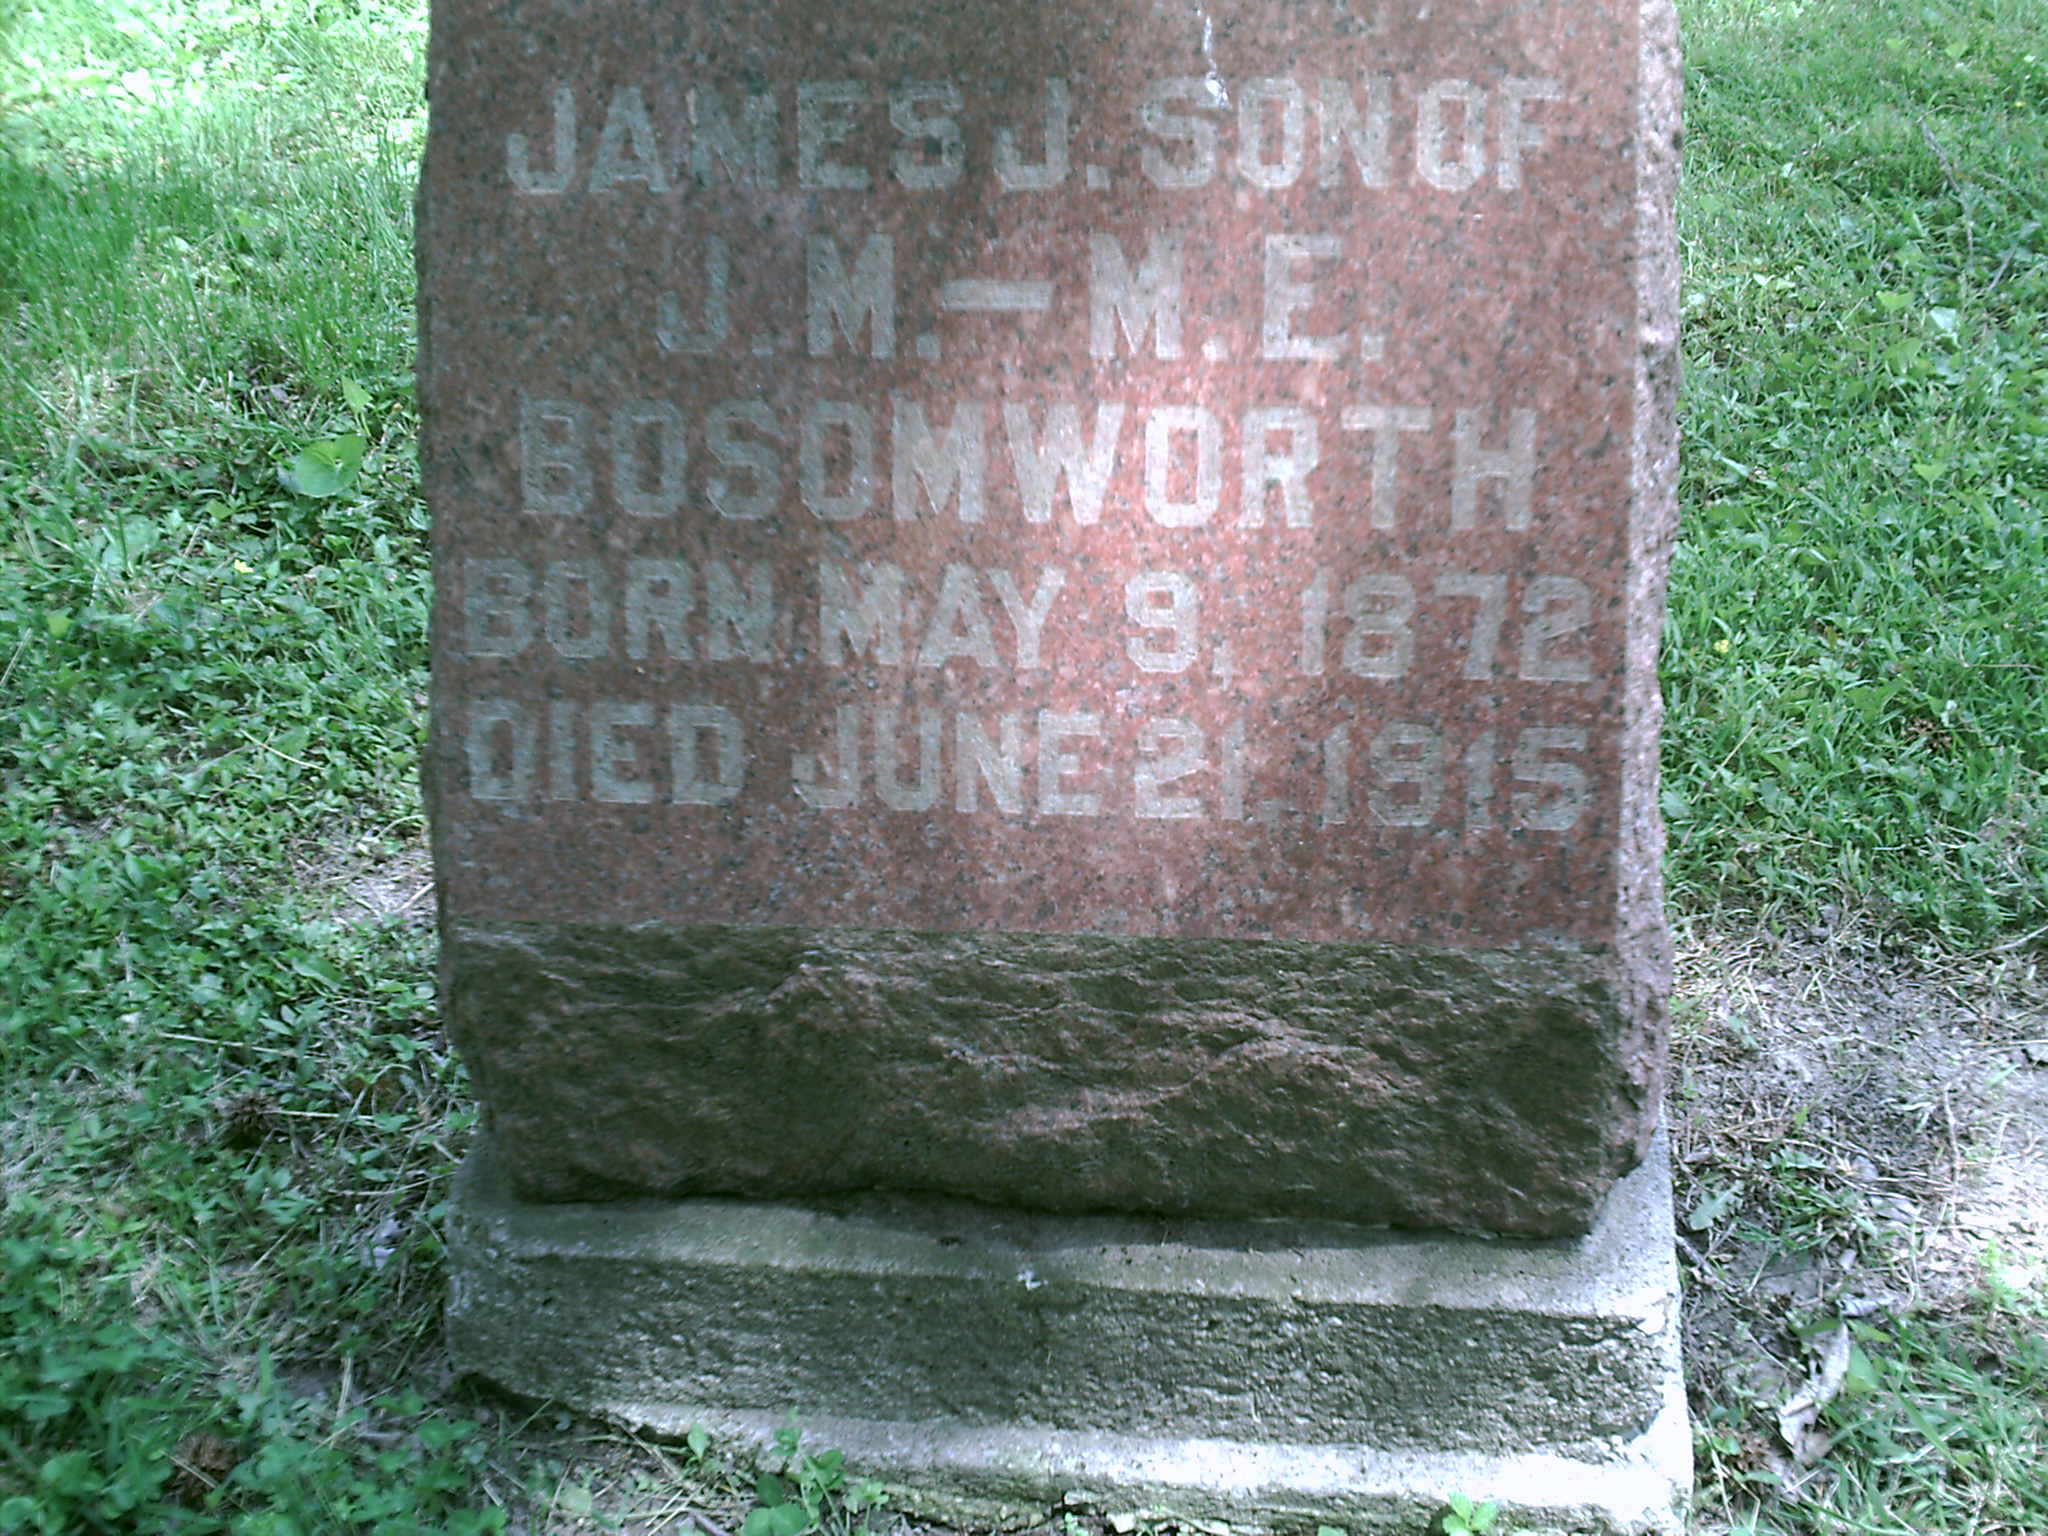 JAMES J. SON OF
J. M. – M. E.
BOSOMWORTH
BORN MAY 9, 1872
DIED JUNE 21, 1915